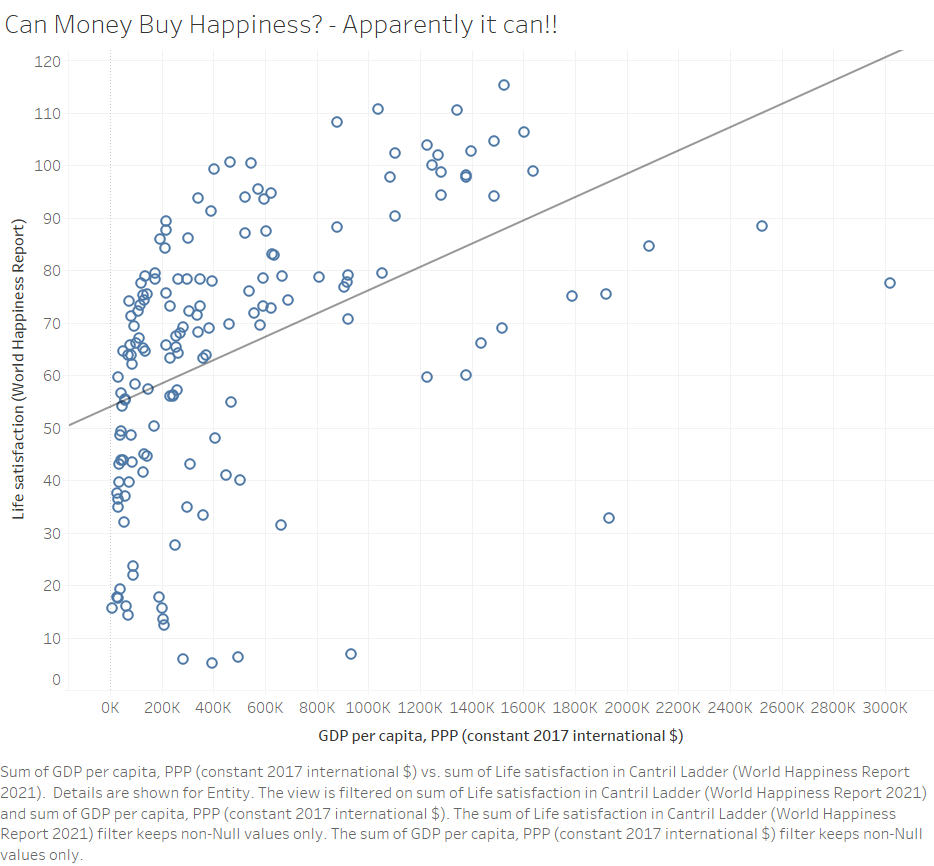 Can Money Buy Happiness? - Apparently it can!!
120
110
100
90
80
70
60
50
40
30
20
10
0
Life satisfaction (World Happiness Report)
0K 200K 400K 600K 800K 1000K 1200K 1400K 1600K 1800K 2000K 2200K 2400K 2600K 2800K 3000K
GDP per capita, PPP (constant 2017 international $)
Sum of GDP per capita, PPP (constant 2017 international $) vs. sum of Life satisfaction in Cantril Ladder (World Happiness Report
2021). Details are shown for Entity. The view is filtered on sum of Life satisfaction in Cantril Ladder (World Happiness Report 2021)
and sum of GDP per capita, PPP (constant 2017 international $). The sum of Life satisfaction in Cantril Ladder (World Happiness
Report 2021) filter keeps non-Null values only. The sum of GDP per capita, PPP (constant 2017 international $) filter keeps non-Null
values only.